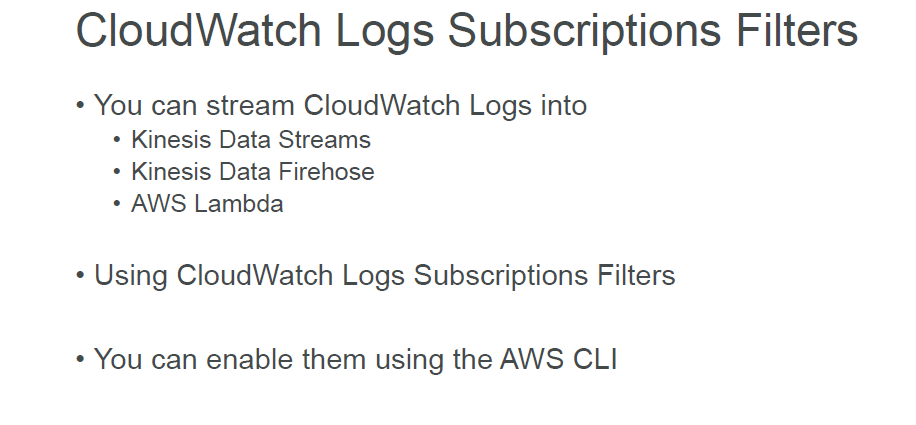 CloudWatch Logs Subscriptions Filters
• You can stream CloudWatch Logs into
• Kinesis Data Streams
• Kinesis Data Firehose
• AWS Lambda
• Using CloudWatch Logs Subscriptions Filters
• You can enable them using the AWS CLI